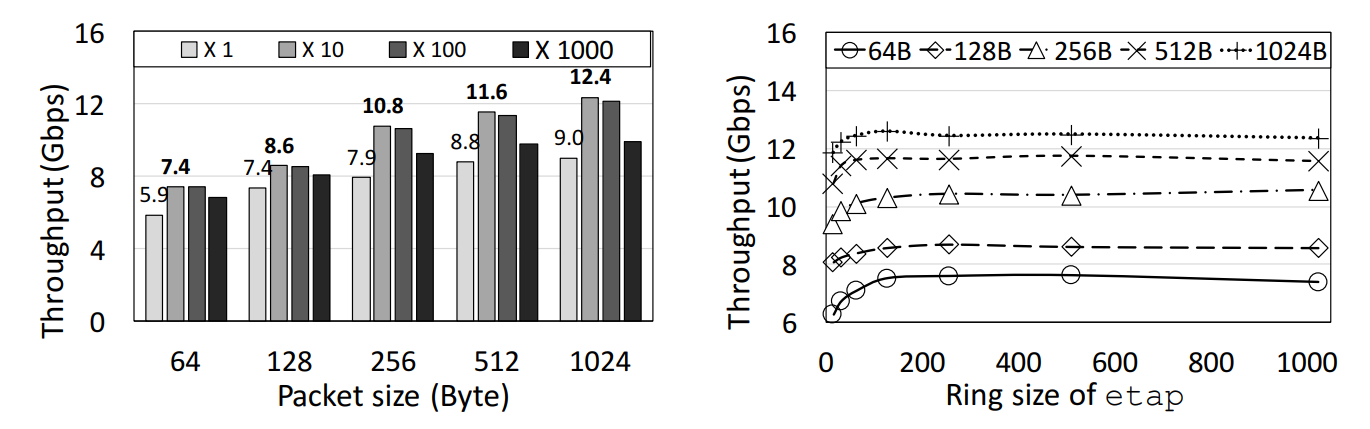 16
12
8
4
0
Throughput (Gbps)
X 1 X 10 X 100 X 1000
5.9 7.4
7.4 8.6
7.9 10.8
8.8 11.6
9.0 12.4
64 128 256 512 1024
Packet size (Byte)
16
14
12
10
8
6
Throughput (Gbps)
64B 128B 256B 512B 1024B
0 200 400 600 800 1000
Ring size of etap